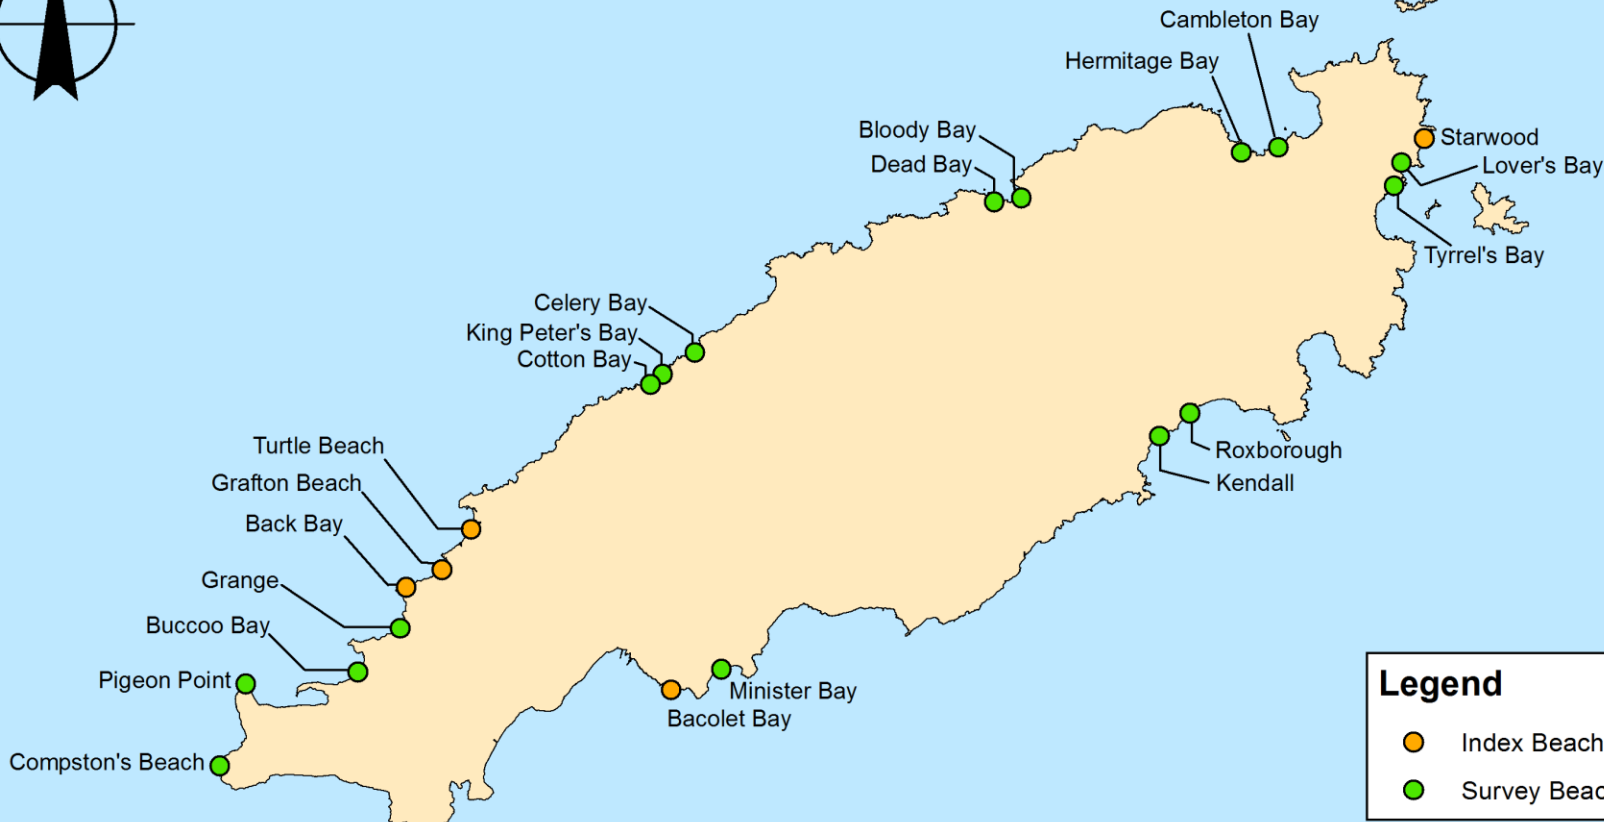 Cambleton Bay
Hermitage Bay
Bloody Bay
Starwood
Dead Bay
Lover's Bay
Tyrrel's Bay
Celery Bay
King Peter's Bay
Cotton Bay
Turtle Beach
Roxborough
Grafton Beach
Kendall
Back Bay
Grange
Buccoo Bay
Pigeon Point
Minister Bay
Bacolet Bay
Compston's Beach
Legend
Index Beach
Survey Beac